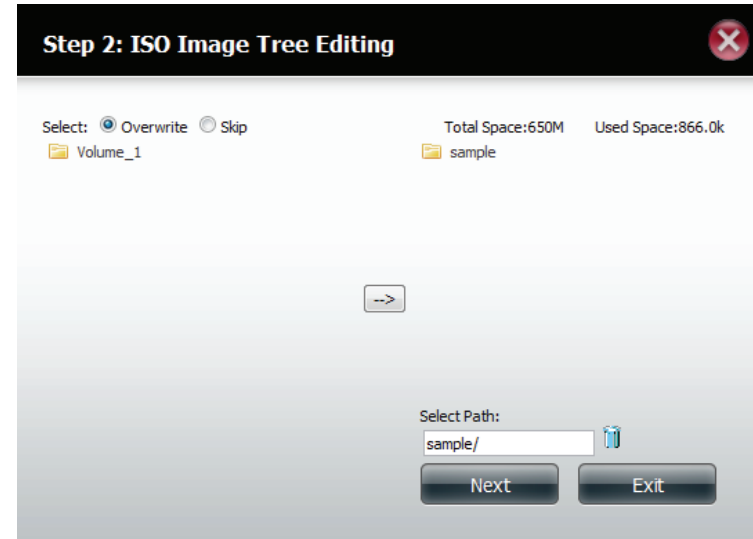 Step 2: ISO Image Tree Editing
Select: Overwrite Skip
Total Space:650M Used Space:866.0k
Volume_1
sample
-->
Select Path:
sample/
Next Exit